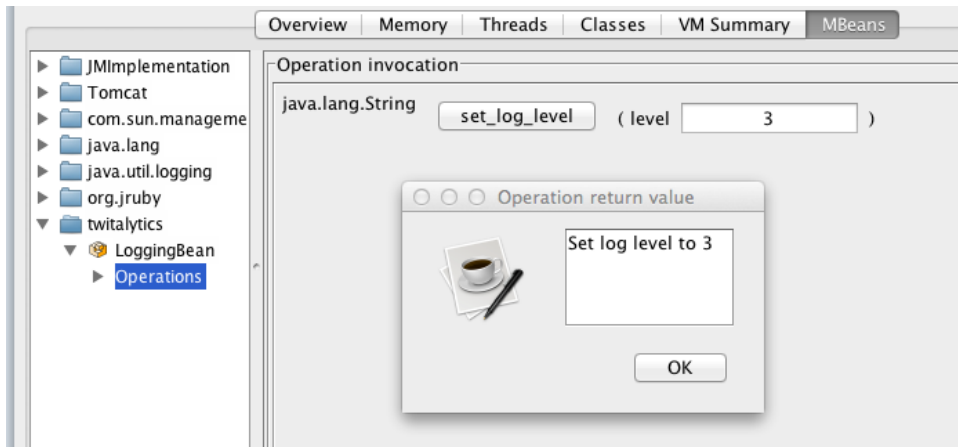 Overview Memory Threads Classes VM Summary MBeans
JMImplementation
Tomcat
com.sun.manageme
java.lang
java.util.logging
org.jruby
twitalytics
LoggingBean
Operations
Operation invocation
java.lang.String set_log_level ( level 3 )
Operation return value
Set log level to 3
OK